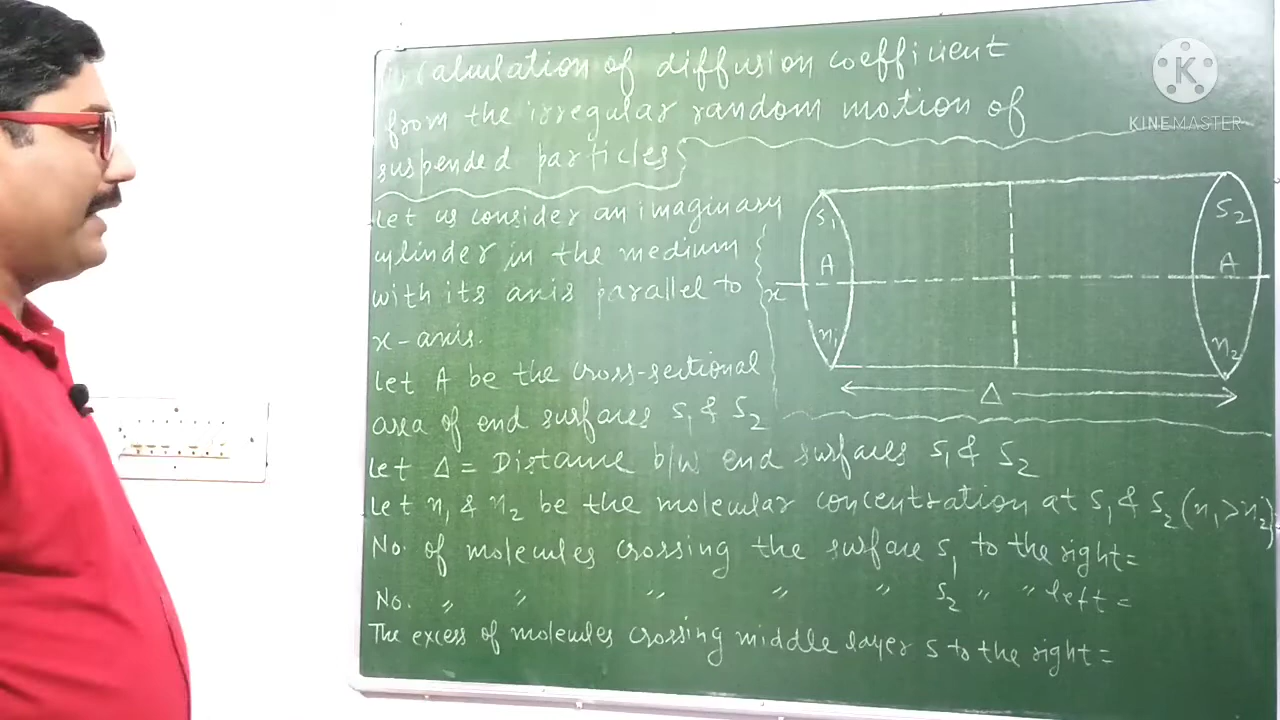 (i) Calculation of diffusion coefficient
from the irregular random motion of
suspended particles
Let us consider an imaginary
cylinder in the medium
with its axis parallel to
x-axis.
Let A be the cross-sectional
area of end surfaces S₁ & S₂
Let Δ = Distance b/w end surfaces S₁ & S₂
Let n₁ & n₂ be the molecular concentration at S₁ & S₂ (n₁>n₂)
No. of molecules crossing the surface S₁ to the right=
No. " " " " " S₂ " " left =
The excess of molecules crossing middle layer S to the right=
S₁
A
n₁
x
S₂
A
n₂
Δ
K
KINEMASTER